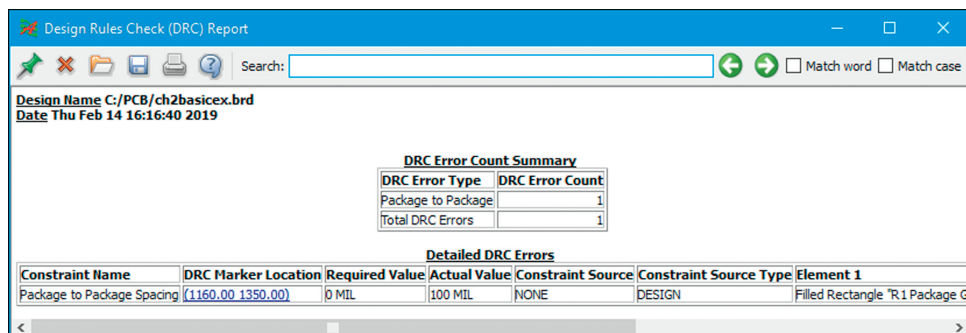 Design Rules Check (DRC) Report
Search: Match word Match case
Design Name C:/PCB/ch2basicex.brd
Date Thu Feb 14 16:16:40 2019
DRC Error Count Summary
DRC Error Type DRC Error Count
Package to Package 1
Total DRC Errors 1
Detailed DRC Errors
Constraint Name DRC Marker Location Required Value Actual Value Constraint Source Constraint Source Type Element 1
Package to Package Spacing (1160.00 1350.00) 0 MIL 100 MIL NONE DESIGN Filled Rectangle "R1 Package G